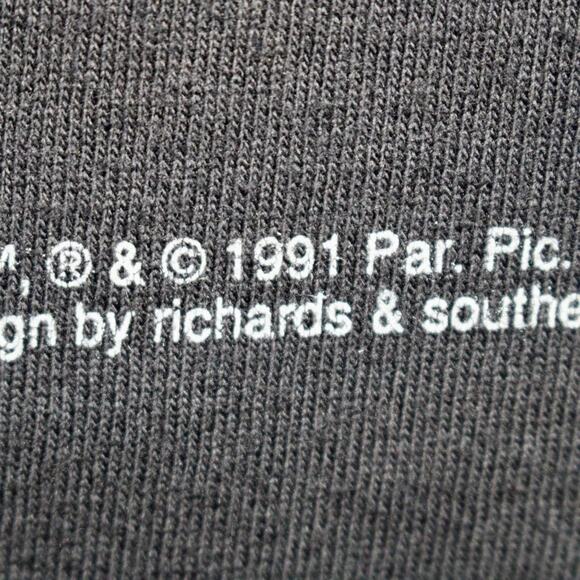 M, ® & © 1991 Par. Pic.
gn by richards & southe